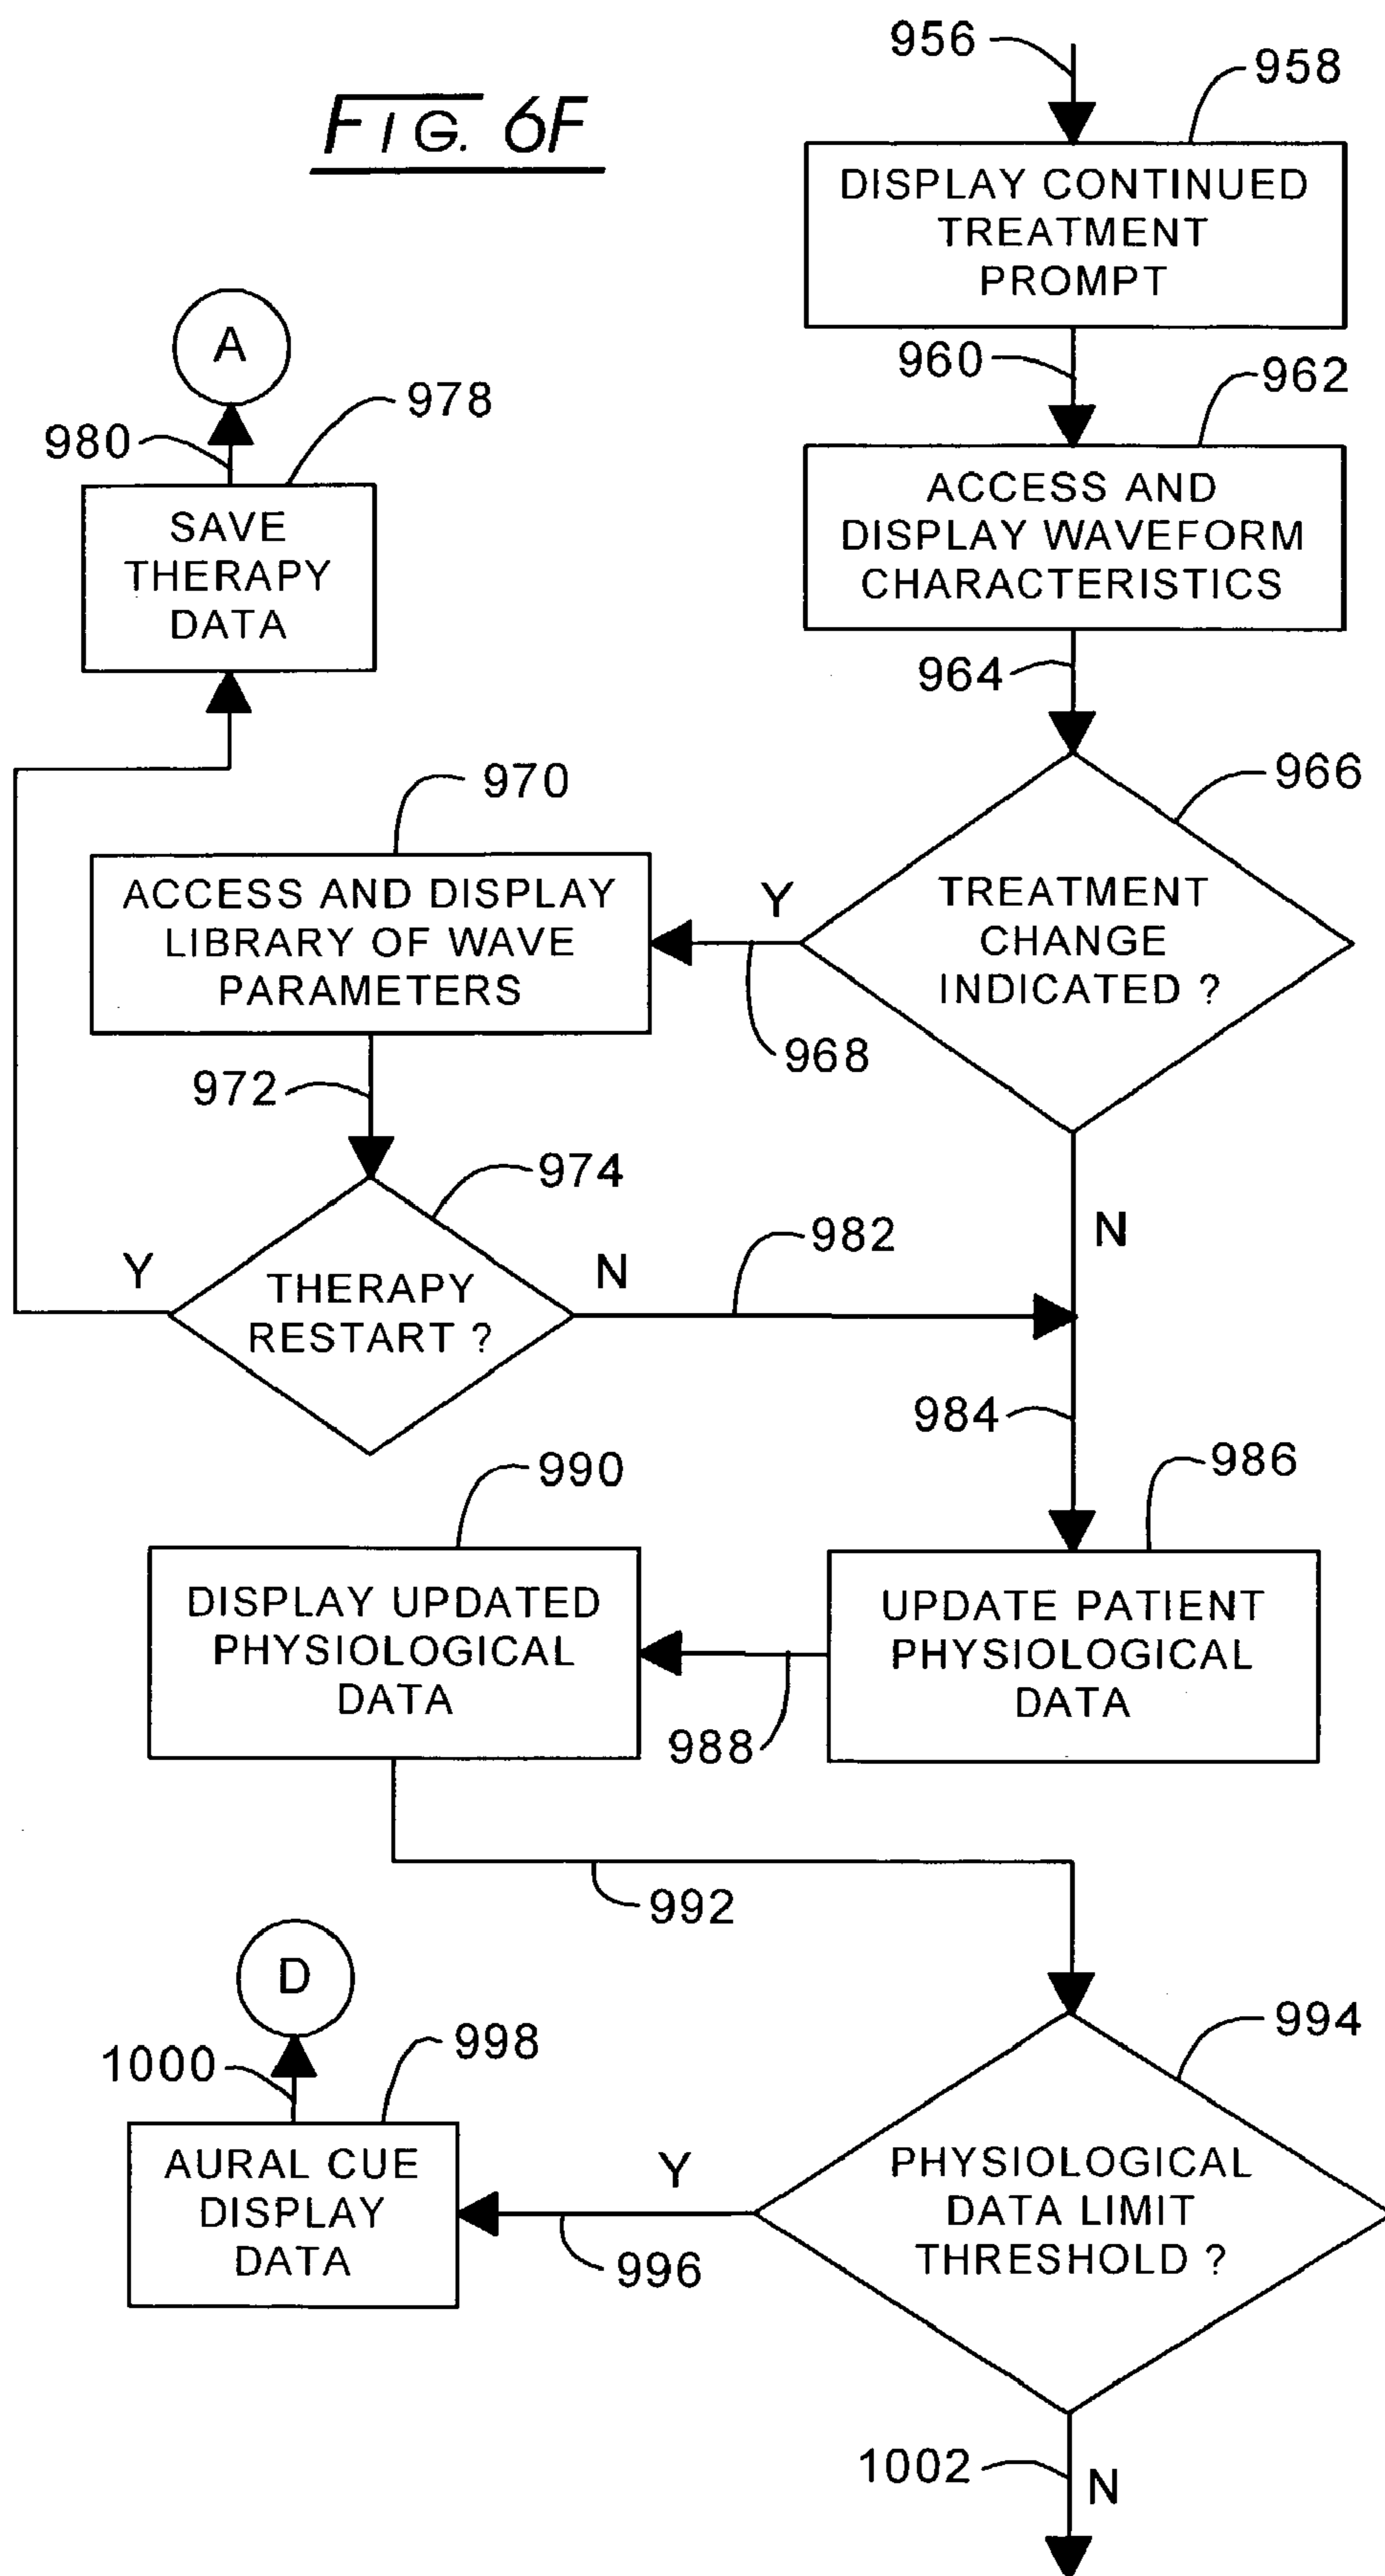 FIG. 6F
956
958
DISPLAY CONTINUED
TREATMENT
PROMPT
960
962
ACCESS AND
DISPLAY WAVEFORM
CHARACTERISTICS
964
966
TREATMENT
CHANGE
INDICATED ?
Y
968
N
970
ACCESS AND DISPLAY
LIBRARY OF WAVE
PARAMETERS
972
974
THERAPY
RESTART ?
Y
N
982
978
SAVE
THERAPY
DATA
980
A
984
986
UPDATE PATIENT
PHYSIOLOGICAL
DATA
988
990
DISPLAY UPDATED
PHYSIOLOGICAL
DATA
992
994
PHYSIOLOGICAL
DATA LIMIT
THRESHOLD ?
Y
996
998
AURAL CUE
DISPLAY
DATA
1000
D
1002
N